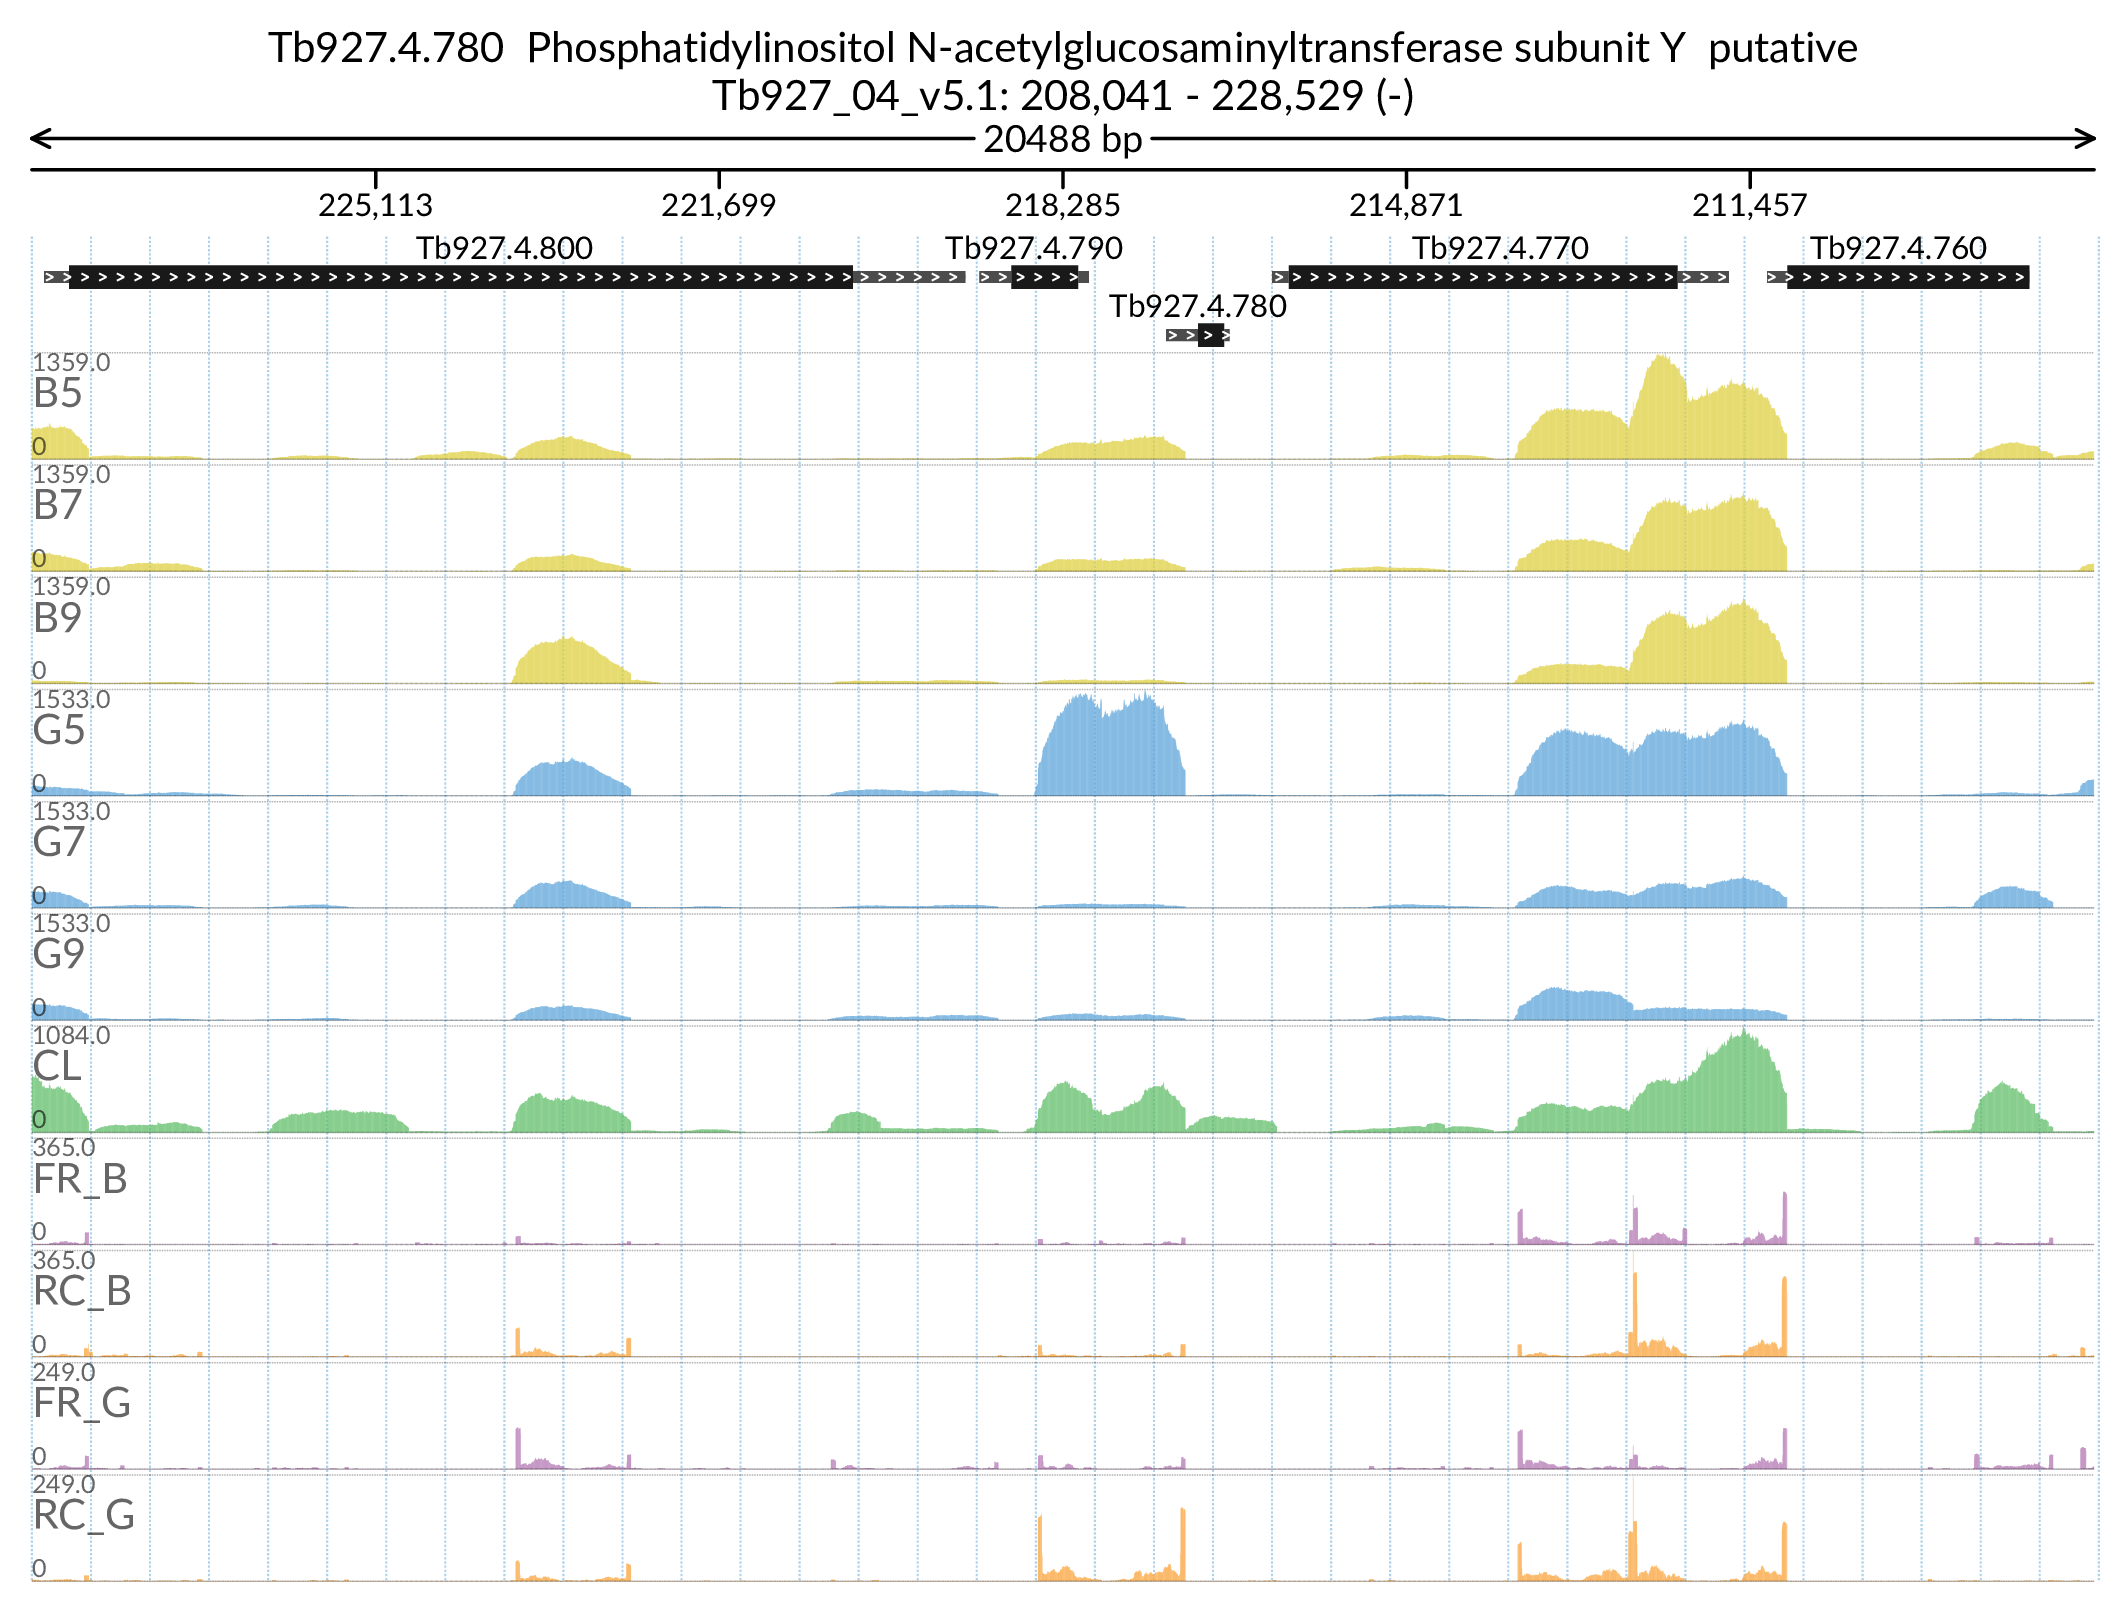 Tb927.4.780  Phosphatidylinositol N-acetylglucosaminyltransferase subunit Y  putative
Tb927_04_v5.1: 208,041 - 228,529 (-)
20488 bp
225,113 221,699 218,285 214,871 211,457
Tb927.4.800 Tb927.4.790 Tb927.4.770 Tb927.4.760
Tb927.4.780
1359.0
B5
0
1359.0
B7
0
1359.0
B9
0
1533.0
G5
0
1533.0
G7
0
1533.0
G9
0
1084.0
CL
0
365.0
FR_B
0
365.0
RC_B
0
249.0
FR_G
0
249.0
RC_G
0